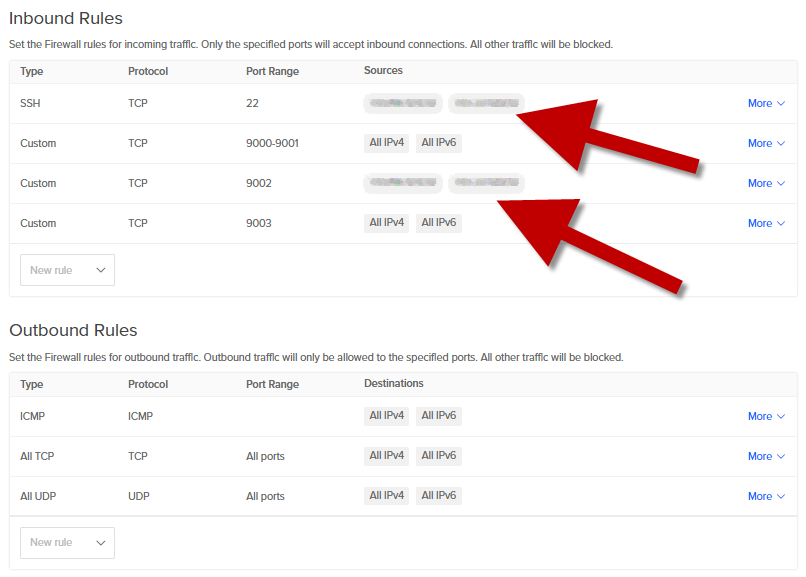 Inbound Rules
Set the Firewall rules for incoming traffic. Only the specified ports will accept inbound connections. All other traffic will be blocked.
Type Protocol Port Range Sources
SSH TCP 22 More
Custom TCP 9000-9001 All IPv4 All IPv6 More
Custom TCP 9002 More
Custom TCP 9003 All IPv4 All IPv6 More
New rule
Outbound Rules
Set the Firewall rules for outbound traffic. Outbound traffic will only be allowed to the specified ports. All other traffic will be blocked.
Type Protocol Port Range Destinations
ICMP ICMP All IPv4 All IPv6 More
All TCP TCP All ports All IPv4 All IPv6 More
All UDP UDP All ports All IPv4 All IPv6 More
New rule